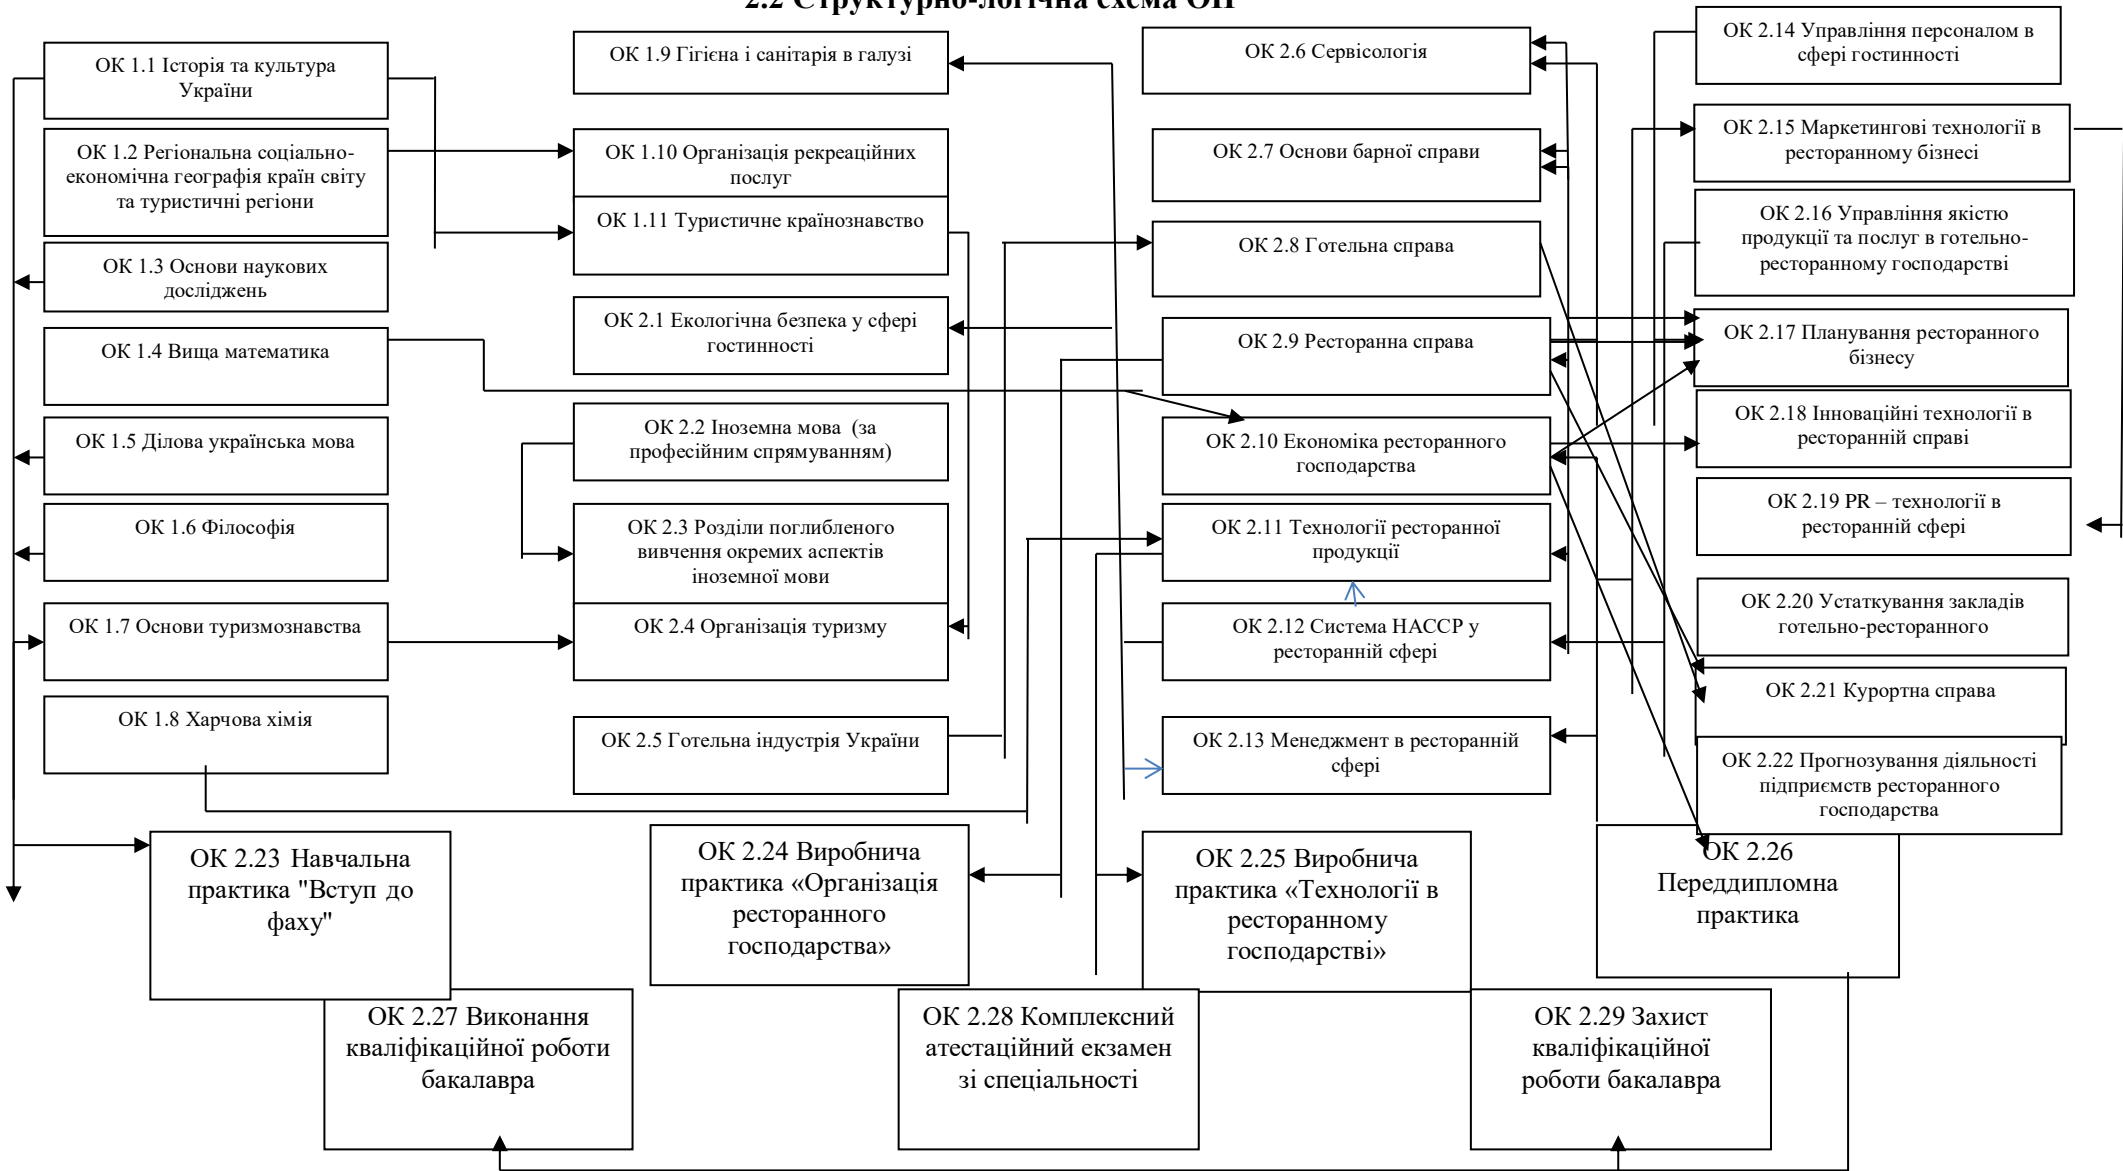 2.2 Структурно-логічна схема ОП
ОК 1.1 Історія та культура
України
ОК 1.2 Регіональна соціально-
економічна географія країн світу
та туристичні регіони
ОК 1.3 Основи наукових
досліджень
ОК 1.4 Вища математика
ОК 1.5 Ділова українська мова
ОК 1.6 Філософія
ОК 1.7 Основи туризмознавства
ОК 1.8 Харчова хімія
ОК 1.9 Гігієна і санітарія в галузі
ОК 1.10 Організація рекреаційних
послуг
ОК 1.11 Туристичне країнознавство
ОК 2.1 Екологічна безпека у сфері
гостинності
ОК 2.2 Іноземна мова (за
професійним спрямуванням)
ОК 2.3 Розділи поглибленого
вивчення окремих аспектів
іноземної мови
ОК 2.4 Організація туризму
ОК 2.5 Готельна індустрія України
ОК 2.6 Сервісологія
ОК 2.7 Основи барної справи
ОК 2.8 Готельна справа
ОК 2.9 Ресторанна справа
ОК 2.10 Економіка ресторанного
господарства
ОК 2.11 Технології ресторанної
продукції
ОК 2.12 Система НАССР у
ресторанній сфері
ОК 2.13 Менеджмент в ресторанній
сфері
ОК 2.14 Управління персоналом в
сфері гостинності
ОК 2.15 Маркетингові технології в
ресторанному бізнесі
ОК 2.16 Управління якістю
продукції та послуг в готельно-
ресторанному господарстві
ОК 2.17 Планування ресторанного
бізнесу
ОК 2.18 Інноваційні технології в
ресторанній справі
ОК 2.19 PR – технології в
ресторанній сфері
ОК 2.20 Устаткування закладів
готельно-ресторанного
ОК 2.21 Курортна справа
ОК 2.22 Прогнозування діяльності
підприємств ресторанного
господарства
ОК 2.23 Навчальна
практика "Вступ до
фаху"
ОК 2.24 Виробнича
практика «Організація
ресторанного
господарства»
ОК 2.25 Виробнича
практика «Технології в
ресторанному
господарстві»
ОК 2.26
Переддипломна
практика
ОК 2.27 Виконання
кваліфікаційної роботи
бакалавра
ОК 2.28 Комплексний
атестаційний екзамен
зі спеціальності
ОК 2.29 Захист
кваліфікаційної
роботи бакалавра